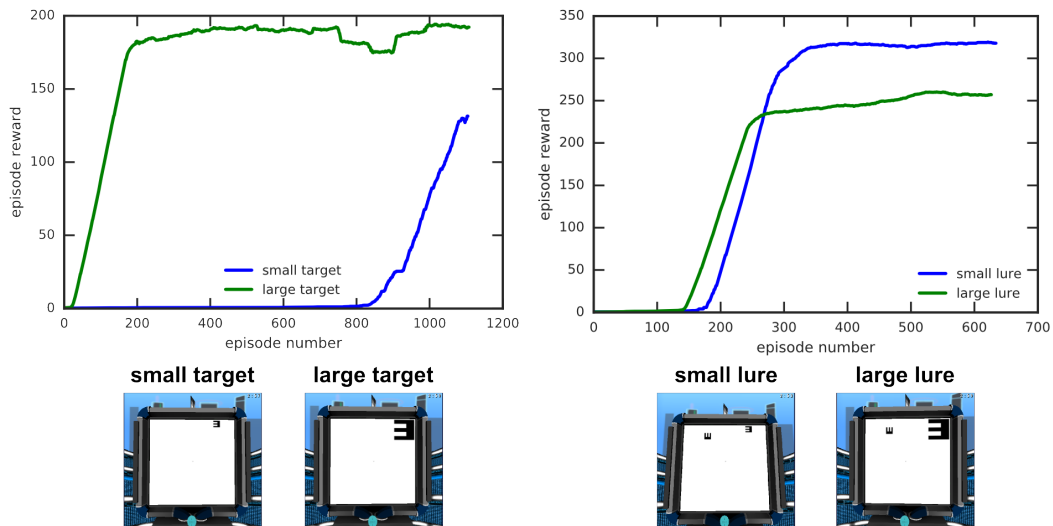 200
150
100
50
0
episode reward
small target
large target
0 200 400 600 800 1000 1200
episode number
350
300
250
200
150
100
50
0
episode reward
small lure
large lure
0 100 200 300 400 500 600 700
episode number
small target large target
small lure large lure